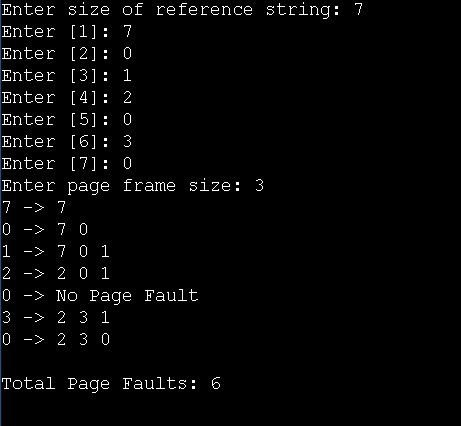 Enter size of reference string: 7
Enter [1]: 7
Enter [2]: 0
Enter [3]: 1
Enter [4]: 2
Enter [5]: 0
Enter [6]: 3
Enter [7]: 0
Enter page frame size: 3
7 -> 7
0 -> 7 0
1 -> 7 0 1
2 -> 2 0 1
0 -> No Page Fault
3 -> 2 3 1
0 -> 2 3 0
Total Page Faults: 6